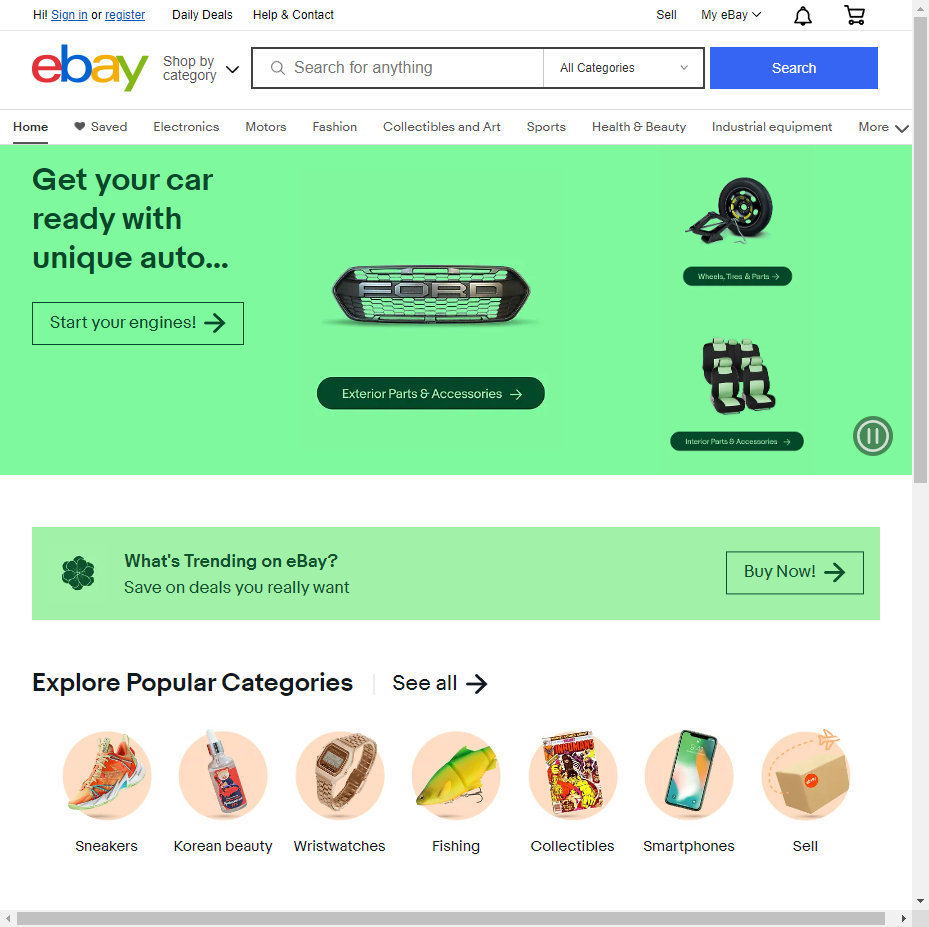 Hi! Sign in or register Daily Deals Help & Contact Sell My eBay
ebay
Shop by
category
Search for anything
All Categories
Search
Home Saved Electronics Motors Fashion Collectibles and Art Sports Health & Beauty Industrial equipment More
Get your car
ready with
unique auto...
Start your engines!
FORD
Exterior Parts & Accessories
Wheels, Tires & Parts
Interior Parts & Accessories
What's Trending on eBay?
Save on deals you really want
Buy Now!
Explore Popular Categories
See all
INHUMANS
Sneakers Korean beauty Wristwatches Fishing Collectibles Smartphones Sell